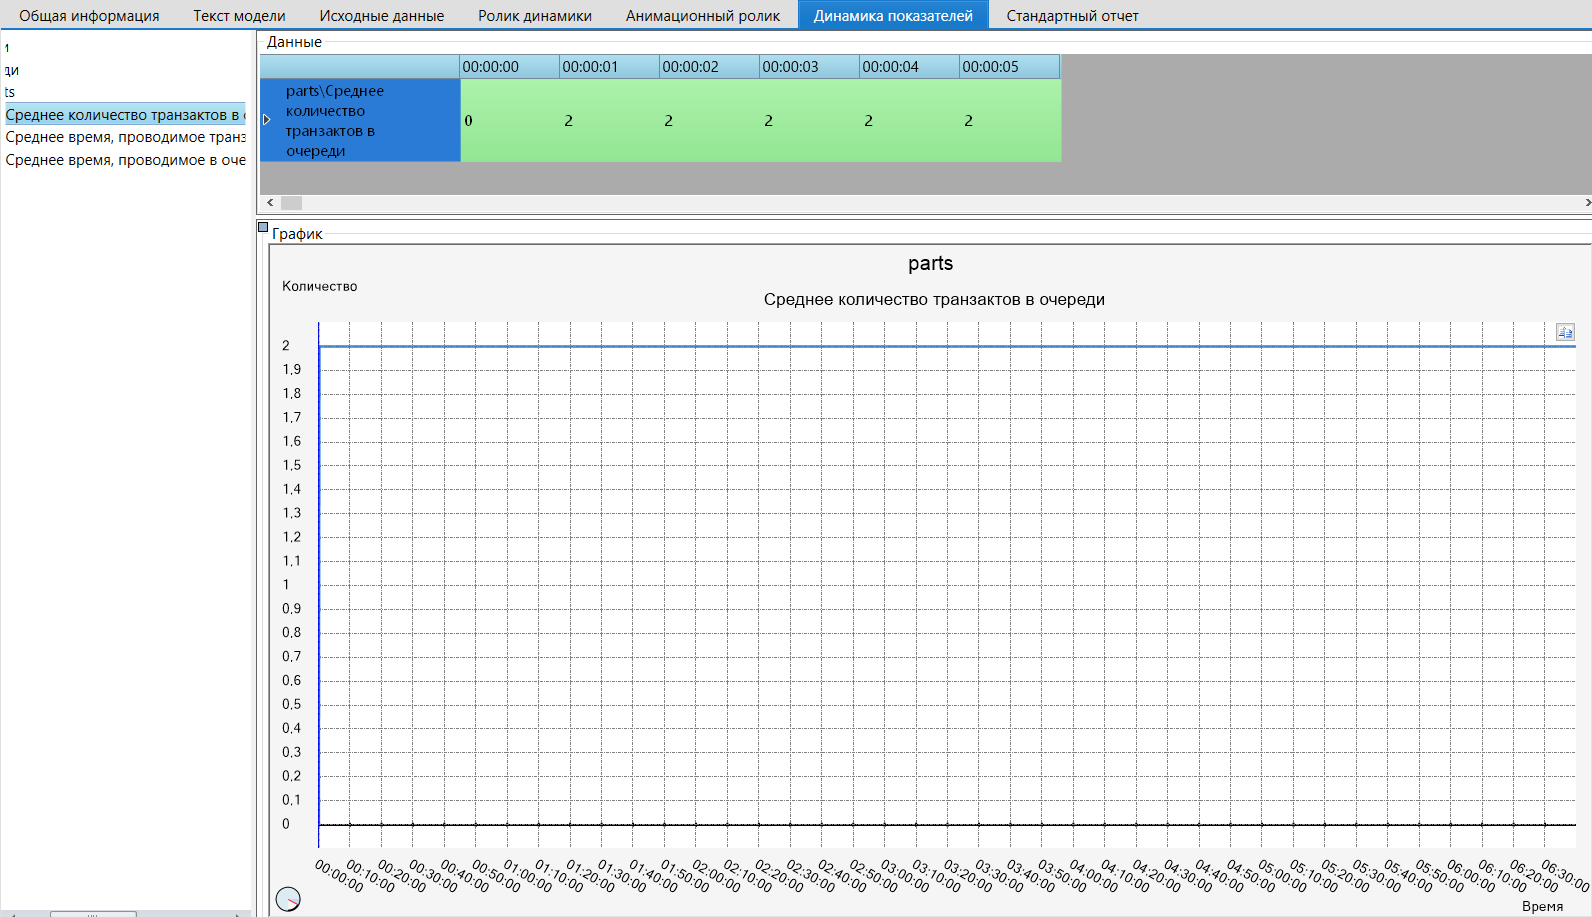 Общая информация Текст модели Исходные данные Ролик динамики Анимационный ролик Динамика показателей Стандартный отчет
ди
ts
Среднее количество транзактов в
Среднее время, проводимое транз
Среднее время, проводимое в оче
Данные
00:00:00 00:00:01 00:00:02 00:00:03 00:00:04 00:00:05
parts\Среднее
количество
транзактов в
очереди
0 2 2 2 2 2
График
parts
Количество
Среднее количество транзактов в очереди
2
1,9
1,8
1,7
1,6
1,5
1,4
1,3
1,2
1,1
1
0,9
0,8
0,7
0,6
0,5
0,4
0,3
0,2
0,1
0
00:00:00 00:10:00 00:20:00 00:30:00 00:40:00 00:50:00 01:00:00 01:10:00 01:20:00 01:30:00 01:40:00 01:50:00 02:00:00 02:10:00 02:20:00 02:30:00 02:40:00 02:50:00 03:00:00 03:10:00 03:20:00 03:30:00 03:40:00 03:50:00 04:00:00 04:10:00 04:20:00 04:30:00 04:40:00 04:50:00 05:00:00 05:10:00 05:20:00 05:30:00 05:40:00 05:50:00 06:00:00 06:10:00 06:20:00 06:30:00
Время